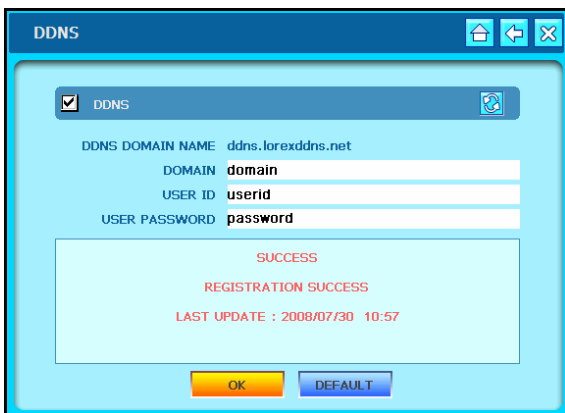 DDNS
DDNS
DDNS DOMAIN NAME ddns.lorexddns.net
DOMAIN domain
USER ID userid
USER PASSWORD password
SUCCESS
REGISTRATION SUCCESS
LAST UPDATE : 2008/07/30 10:57
OK DEFAULT